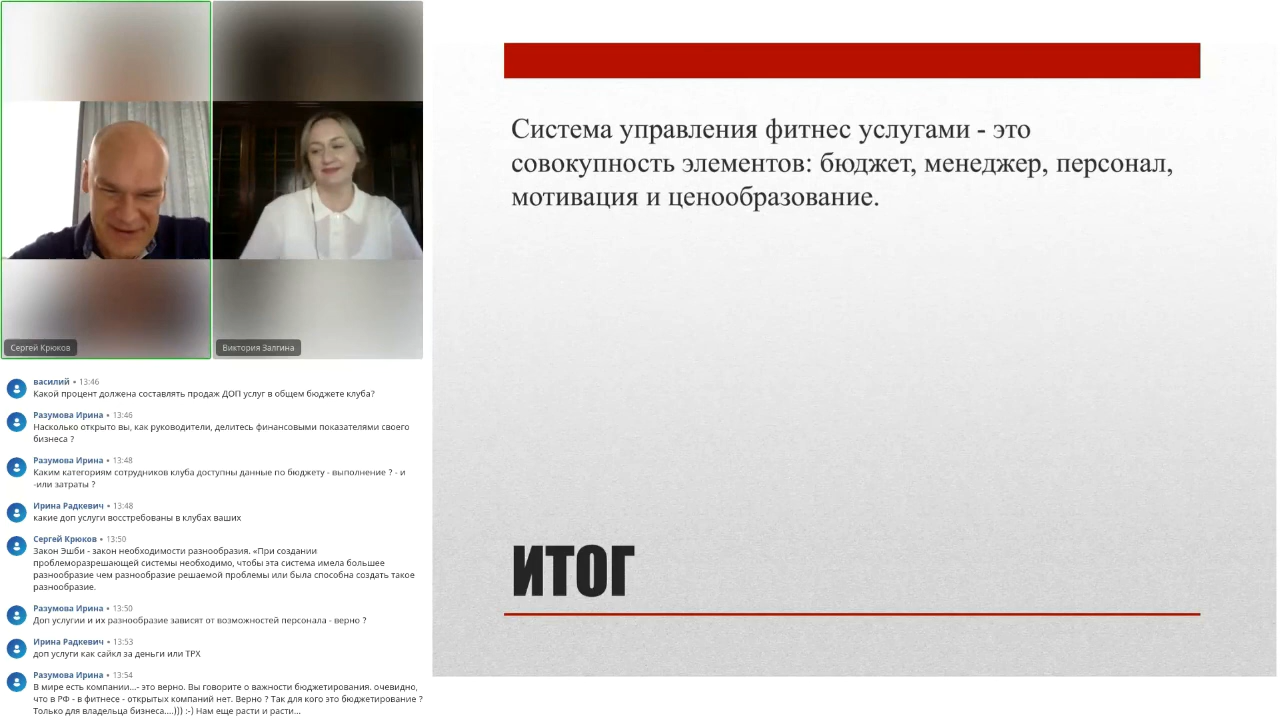 Сергей Крюков
Виктория Залгина
василий • 13:46
Какой процент должена составлять продаж ДОП услуг в общем бюджете клуба?
Разумова Ирина • 13:46
Насколько открыто вы, как руководители, делитесь финансовыми показателями своего
бизнеса ?
Разумова Ирина • 13:48
Каким категориям сотрудников клуба доступны данные по бюджету - выполнение ? - и
-или затраты ?
Ирина Радкевич • 13:48
какие доп услуги восстребованы в клубах ваших
Сергей Крюков • 13:50
Закон Эшби - закон необходимости разнообразия. «При создании
проблеморазрешающей системы необходимо, чтобы эта система имела большее
разнообразие чем разнообразие решаемой проблемы или была способна создать такое
разнообразие.
Разумова Ирина • 13:50
Доп услугии и их разнообразие зависят от возможностей персонала - верно ?
Ирина Радкевич • 13:53
доп услуги как сайкл за деньги или ТРХ
Разумова Ирина • 13:54
В мире есть компании...- это верно. Вы говорите о важности бюджетирования. очевидно,
что в РФ - в фитнесе - открытых компаний нет. Верно ? Так для кого это бюджетирование ?
Только для владельца бизнеса....))) :-) Нам еще расти и расти...
Система управления фитнес услугами - это
совокупность элементов: бюджет, менеджер, персонал,
мотивация и ценообразование.
ИТОГ